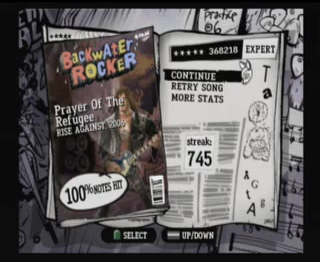 BACKWATER
ROCKER
Prayer Of The
Refugee
RISE AGAINST, 2006
100% NOTES HIT
★★★★★ 368218 EXPERT
CONTINUE
RETRY SONG
MORE STATS
streak:
745
SELECT
UP/DOWN